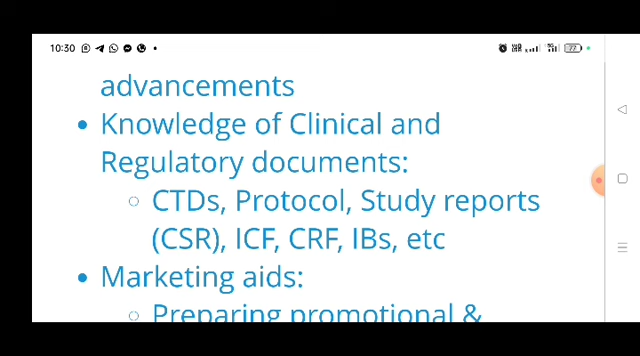 10:30
77
advancements
• Knowledge of Clinical and
Regulatory documents:
○ CTDs, Protocol, Study reports
(CSR), ICF, CRF, IBs, etc
• Marketing aids:
○ Preparing promotional &